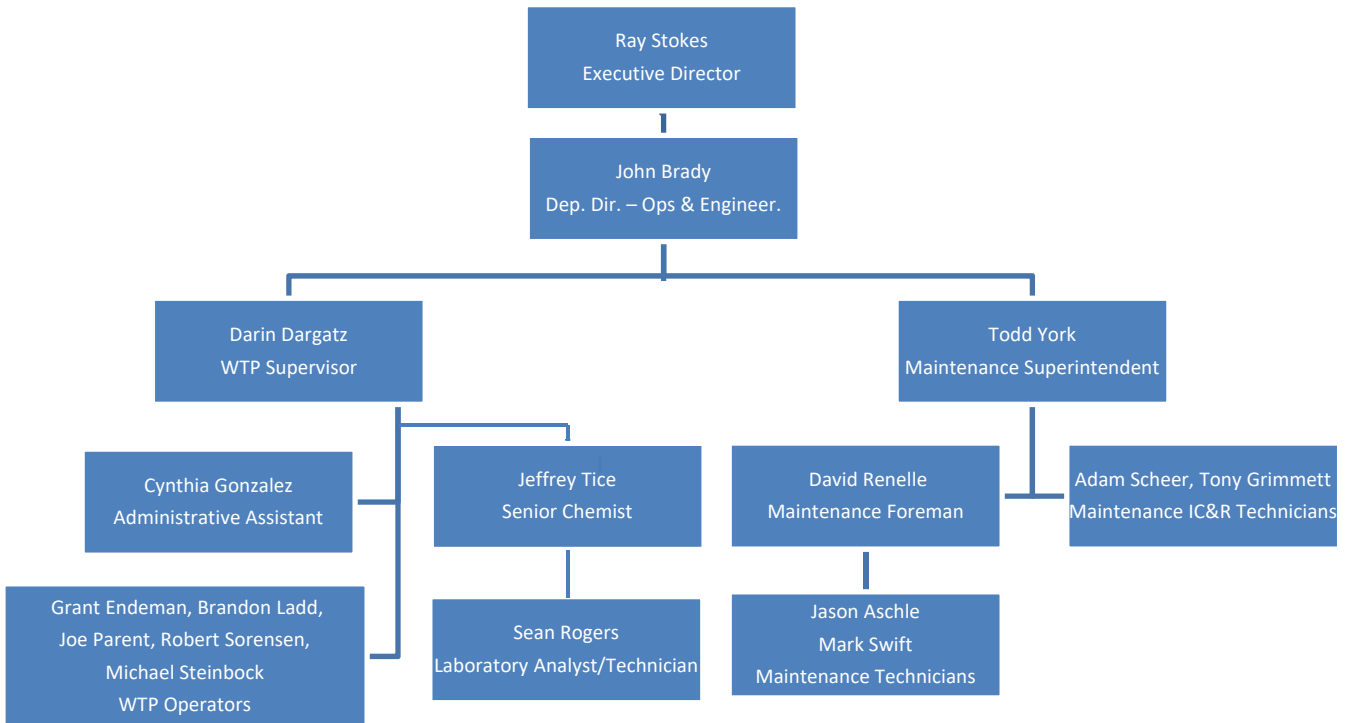 Ray Stokes
Executive Director
John Brady
Dep. Dir. – Ops & Engineer.
Darin Dargatz
WTP Supervisor
Todd York
Maintenance Superintendent
Cynthia Gonzalez
Administrative Assistant
Jeffrey Tice
Senior Chemist
David Renelle
Maintenance Foreman
Adam Scheer, Tony Grimmett
Maintenance IC&R Technicians
Grant Endeman, Brandon Ladd,
Joe Parent, Robert Sorensen,
Michael Steinbock
WTP Operators
Sean Rogers
Laboratory Analyst/Technician
Jason Aschle
Mark Swift
Maintenance Technicians